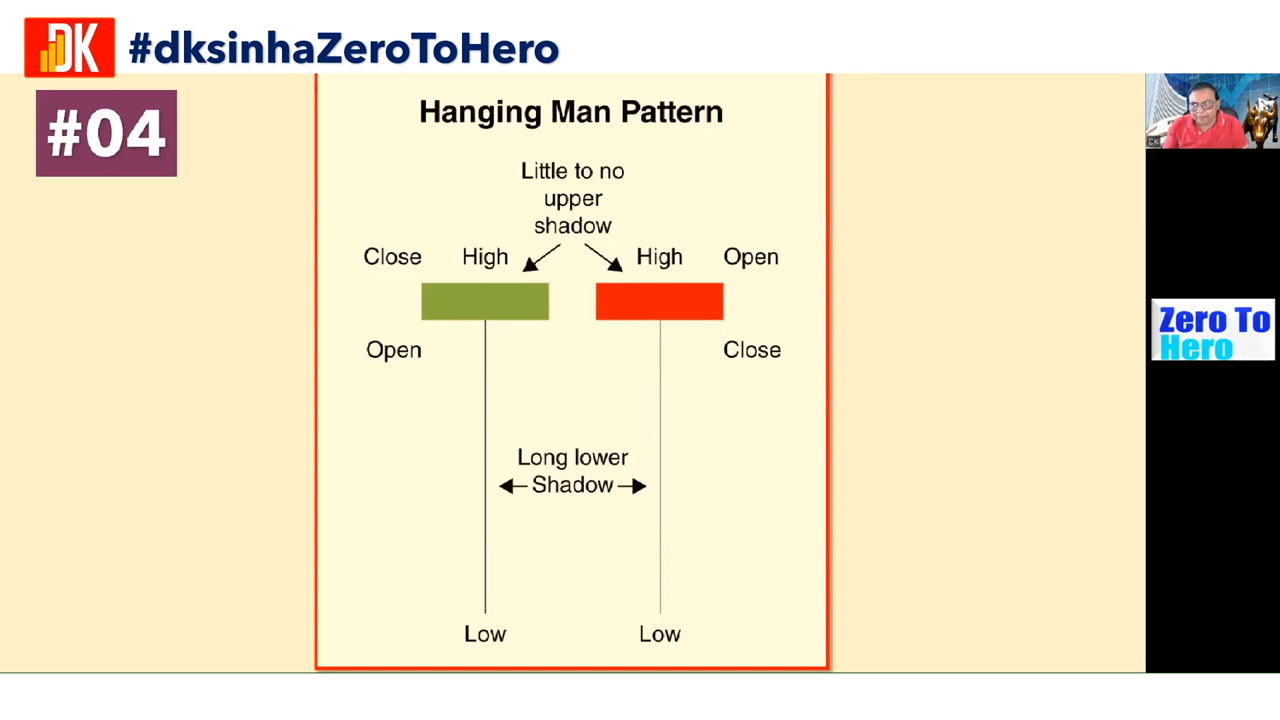 DK
#dksinhaZeroToHero
#04
Hanging Man Pattern
Little to no
upper
shadow
Close High High Open
Open Close
Long lower
Shadow
Low Low
Zero To
Hero